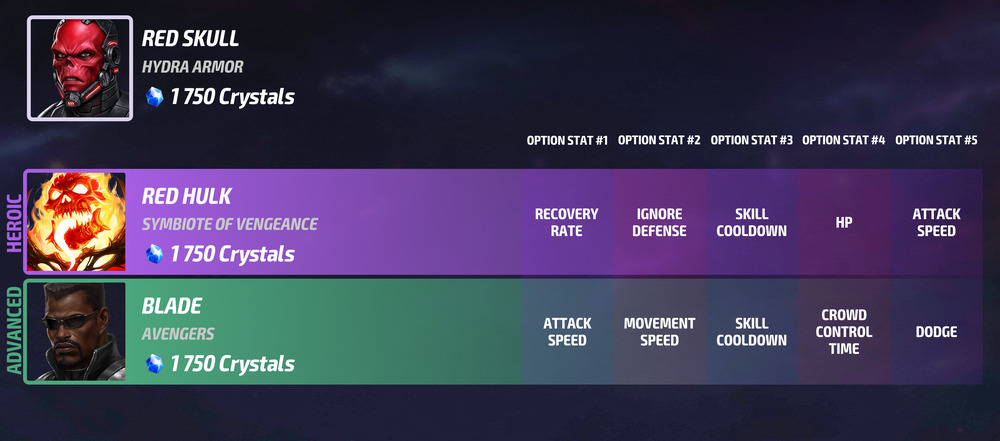 RED SKULL
HYDRA ARMOR
1 750 Crystals
OPTION STAT #1 OPTION STAT #2 OPTION STAT #3 OPTION STAT #4 OPTION STAT #5
HEROIC
RED HULK
SYMBIOTE OF VENGEANCE
1 750 Crystals
RECOVERY
RATE
IGNORE
DEFENSE
SKILL
COOLDOWN
HP
ATTACK
SPEED
ADVANCED
BLADE
AVENGERS
1 750 Crystals
ATTACK
SPEED
MOVEMENT
SPEED
SKILL
COOLDOWN
CROWD
CONTROL
TIME
DODGE